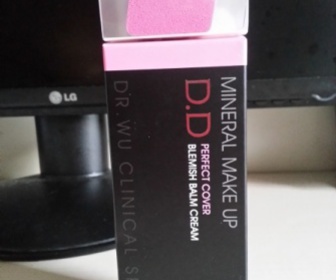 LG
MINERAL MAKE UP
D.D
PERFECT COVER
BLEMISH BALM CREAM
DR. WU CLINICAL S